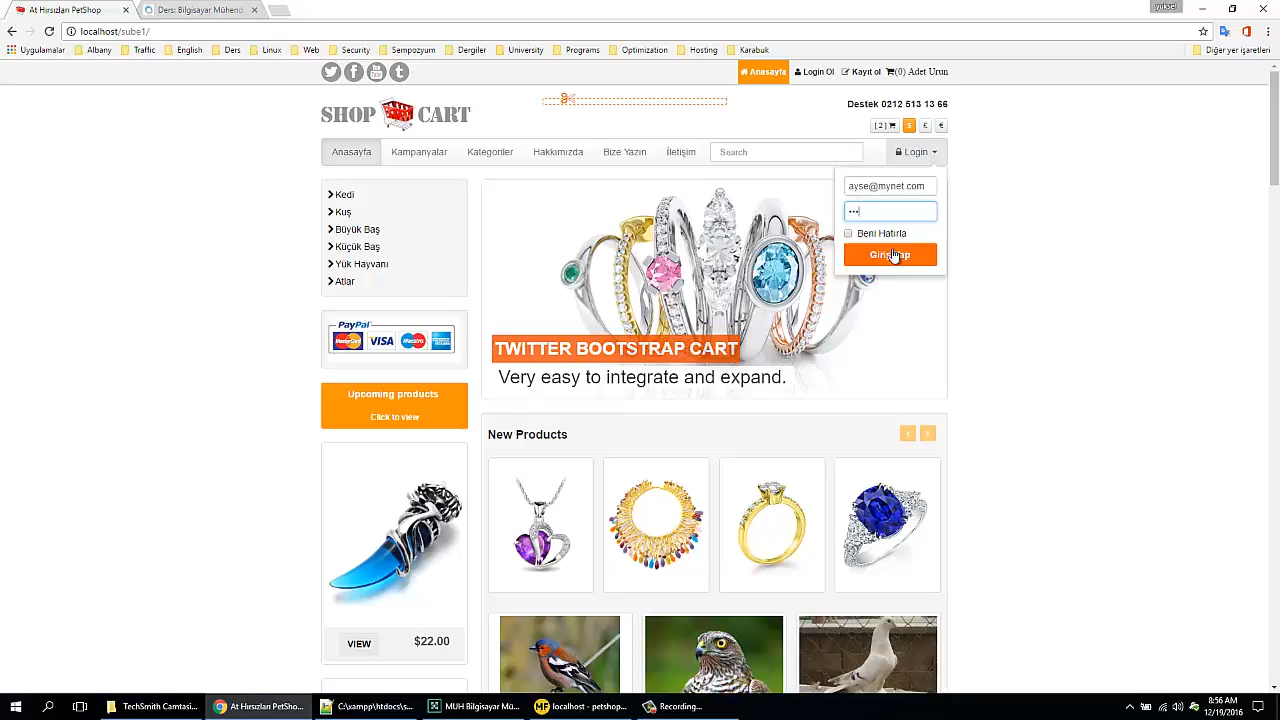 At Hırsızları PetShop
Ders: Bilgisayar Mühend
yüksel
localhost/sube1/
Uygulamalar Albany Traffic English Ders Linux Web Security Sempozyum Dergiler University Programs Optimization Hosting Karabuk Diğer yer işaretleri
Anasayfa Login Ol Kayıt ol (0) Adet Urun
SHOP CART
Destek 0212 513 13 66
[ 2 ] $ £ €
Anasayfa Kampanyalar Kategoriler Hakkımızda Bize Yazın İletişim Search Login
ayse@mynet.com
•••
Beni Hatırla
Kedi
Kuş
Büyük Baş
Küçük Baş
Yük Hayvanı
Atlar
PayPal
MasterCard VISA Maestro
Upcoming products
Click to view
TWITTER BOOTSTRAP CART
Very easy to integrate and expand.
New Products
VIEW $22.00
TechSmith Camtasi...
At Hırsızları PetSho...
C:\xampp\htdocs\s...
MUH Bilgisayar Mü...
localhost - petshop...
Recording...
8:56 AM
12/19/2016